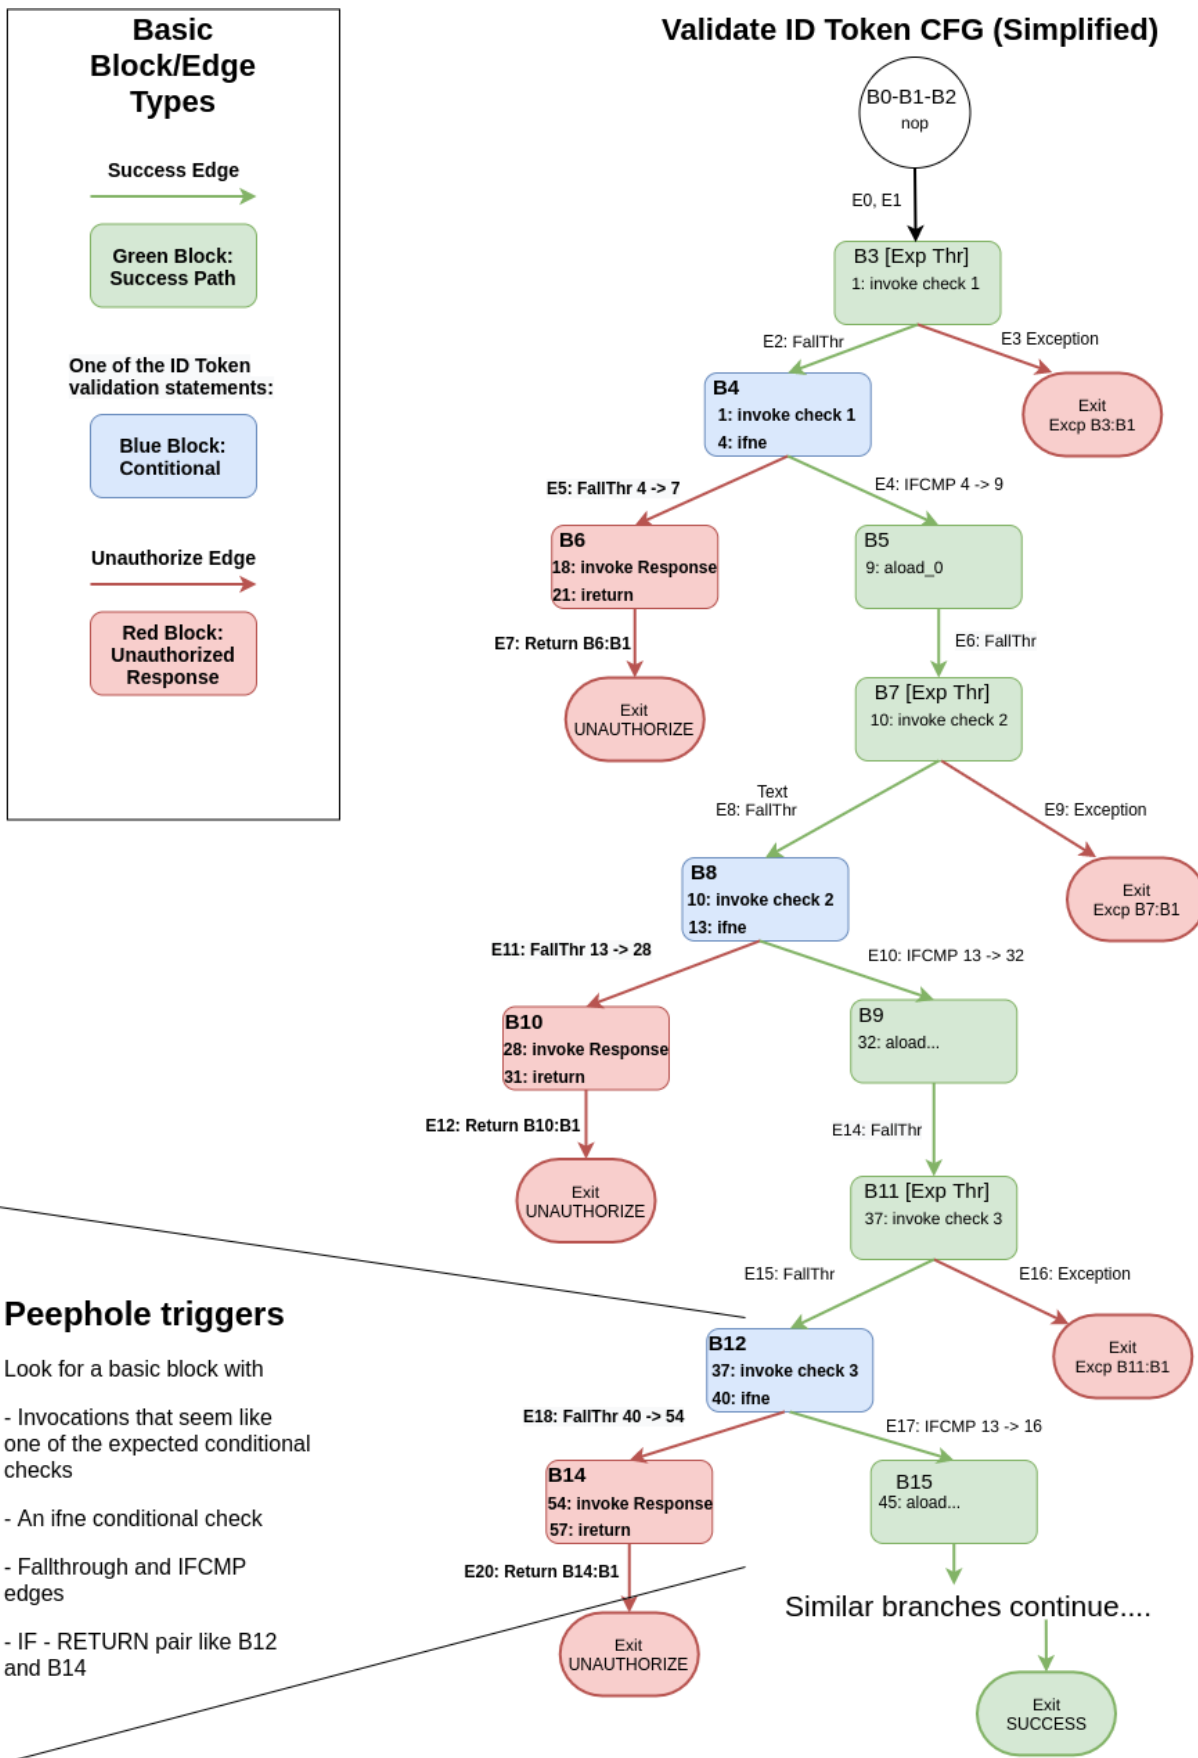 Basic
Block/Edge
Types
Success Edge
Green Block:
Success Path
One of the ID Token
validation statements:
Blue Block:
Contitional
Unauthorize Edge
Red Block:
Unauthorized
Response
Validate ID Token CFG (Simplified)
B0-B1-B2
nop
E0, E1
B3 [Exp Thr]
1: invoke check 1
E2: FallThr
E3 Exception
B4
1: invoke check 1
4: ifne
Exit
Excp B3:B1
E5: FallThr 4 -> 7
E4: IFCMP 4 -> 9
B6
18: invoke Response
21: ireturn
B5
9: aload_0
E7: Return B6:B1
E6: FallThr
Exit
UNAUTHORIZE
B7 [Exp Thr]
10: invoke check 2
Text
E8: FallThr
E9: Exception
B8
10: invoke check 2
13: ifne
Exit
Excp B7:B1
E11: FallThr 13 -> 28
E10: IFCMP 13 -> 32
B10
28: invoke Response
31: ireturn
B9
32: aload...
E12: Return B10:B1
E14: FallThr
Exit
UNAUTHORIZE
B11 [Exp Thr]
37: invoke check 3
E15: FallThr
E16: Exception
B12
37: invoke check 3
40: ifne
Exit
Excp B11:B1
E18: FallThr 40 -> 54
E17: IFCMP 13 -> 16
B14
54: invoke Response
57: ireturn
B15
45: aload...
E20: Return B14:B1
Similar branches continue....
Exit
UNAUTHORIZE
Exit
SUCCESS
Peephole triggers
Look for a basic block with
- Invocations that seem like
one of the expected conditional
checks
- An ifne conditional check
- Fallthrough and IFCMP
edges
- IF - RETURN pair like B12
and B14